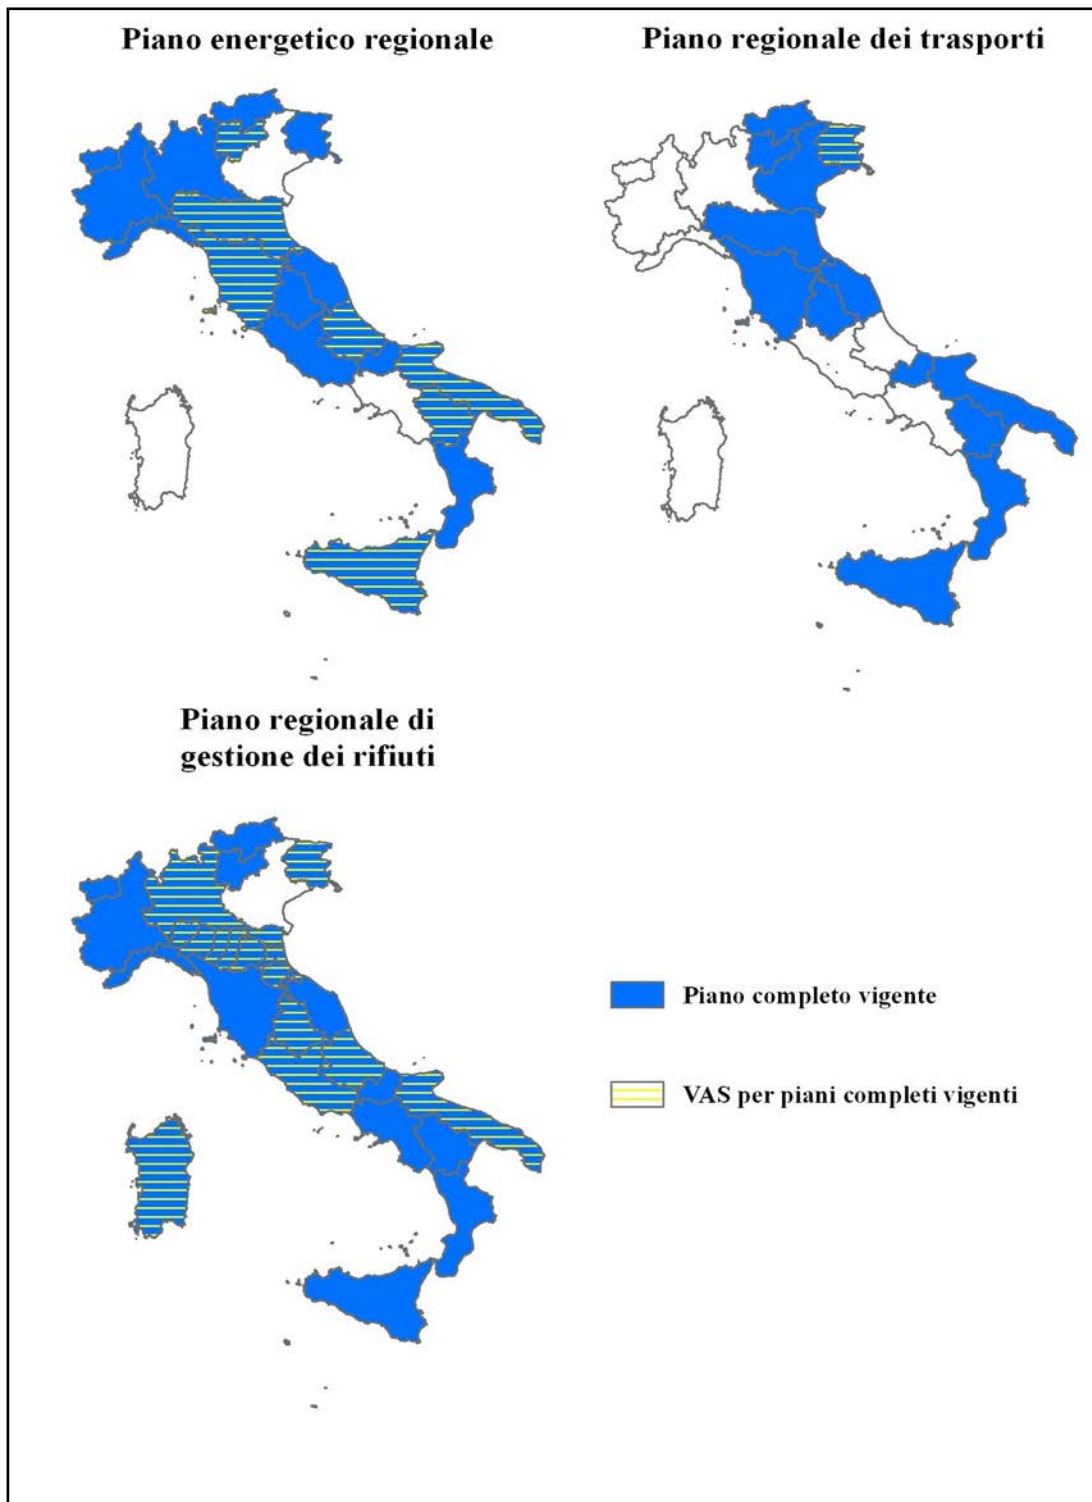 Piano energetico regionale
Piano regionale dei trasporti
Piano regionale di
gestione dei rifiuti
Piano completo vigente
VAS per piani completi vigenti